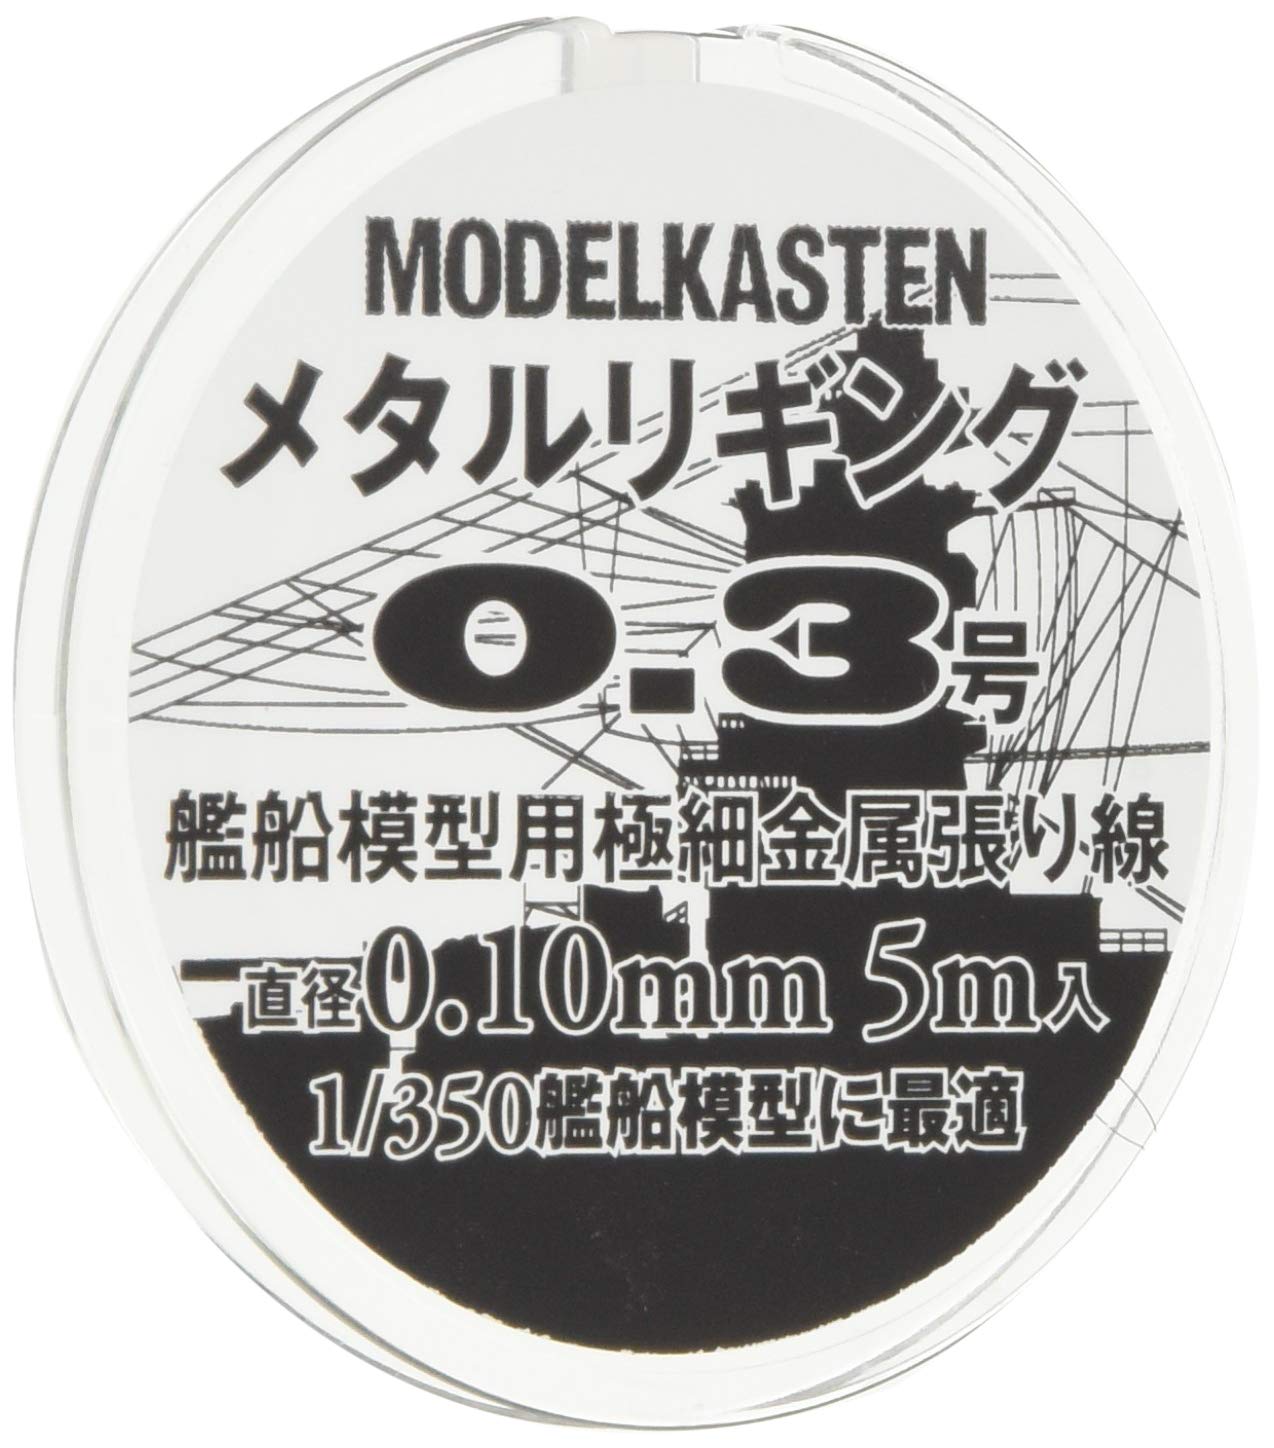 MODELKASTEN
メタルリギング
0.3号
艦船模型用極細金属張り線
直径0.10mm 5m入
1/350艦船模型に最適